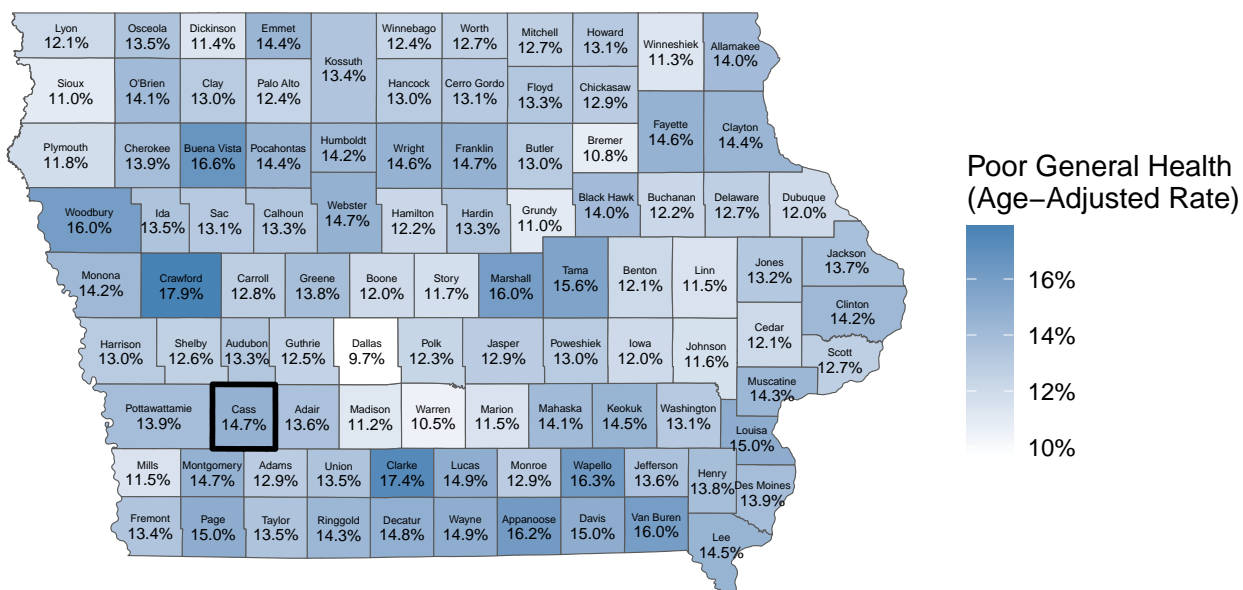 Lyon
12.1%
Osceola
13.5%
Dickinson
11.4%
Emmet
14.4%
Kossuth
13.4%
Winnebago
12.4%
Worth
12.7%
Mitchell
12.7%
Howard
13.1%
Winneshiek
11.3%
Allamakee
14.0%
Sioux
11.0%
O'Brien
14.1%
Clay
13.0%
Palo Alto
12.4%
Hancock
13.0%
Cerro Gordo
13.1%
Floyd
13.3%
Chickasaw
12.9%
Plymouth
11.8%
Cherokee
13.9%
Buena Vista
16.6%
Pocahontas
14.4%
Humboldt
14.2%
Wright
14.6%
Franklin
14.7%
Butler
13.0%
Bremer
10.8%
Fayette
14.6%
Clayton
14.4%
Woodbury
16.0%
Ida
13.5%
Sac
13.1%
Calhoun
13.3%
Webster
14.7%
Hamilton
12.2%
Hardin
13.3%
Grundy
11.0%
Black Hawk
14.0%
Buchanan
12.2%
Delaware
12.7%
Dubuque
12.0%
Monona
14.2%
Crawford
17.9%
Carroll
12.8%
Greene
13.8%
Boone
12.0%
Story
11.7%
Marshall
16.0%
Tama
15.6%
Benton
12.1%
Linn
11.5%
Jones
13.2%
Jackson
13.7%
Clinton
14.2%
Harrison
13.0%
Shelby
12.6%
Audubon
13.3%
Guthrie
12.5%
Dallas
9.7%
Polk
12.3%
Jasper
12.9%
Poweshiek
13.0%
Iowa
12.0%
Johnson
11.6%
Cedar
12.1%
Scott
12.7%
Muscatine
14.3%
Pottawattamie
13.9%
Cass
14.7%
Adair
13.6%
Madison
11.2%
Warren
10.5%
Marion
11.5%
Mahaska
14.1%
Keokuk
14.5%
Washington
13.1%
Louisa
15.0%
Mills
11.5%
Montgomery
14.7%
Adams
12.9%
Union
13.5%
Clarke
17.4%
Lucas
14.9%
Monroe
12.9%
Wapello
16.3%
Jefferson
13.6%
Henry
13.8%
Des Moines
13.9%
Fremont
13.4%
Page
15.0%
Taylor
13.5%
Ringgold
14.3%
Decatur
14.8%
Wayne
14.9%
Appanoose
16.2%
Davis
15.0%
Van Buren
16.0%
Lee
14.5%
Poor General Health
(Age−Adjusted Rate)
16%
14%
12%
10%